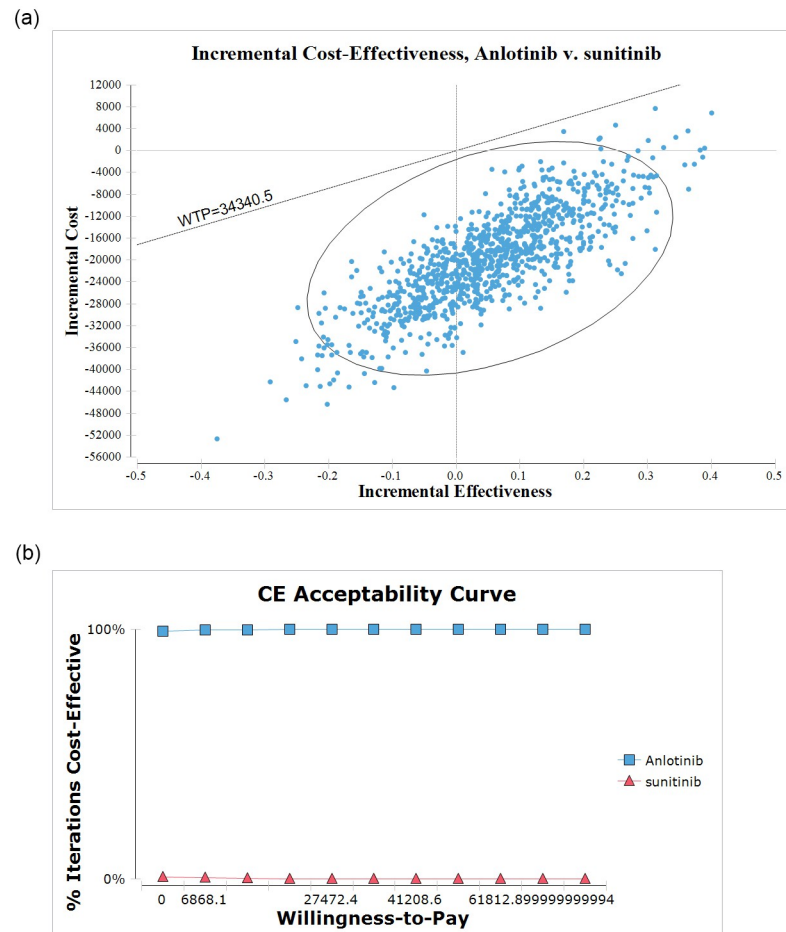 (a)
Incremental Cost-Effectiveness, Anlotinib v. sunitinib
12000
8000
4000
0
-4000
-8000
-12000
-16000
-20000
-24000
-28000
-32000
-36000
-40000
-44000
-48000
-52000
-56000
Incremental Cost
WTP=34340.5
-0.5 -0.4 -0.3 -0.2 -0.1 0.0 0.1 0.2 0.3 0.4 0.5
Incremental Effectiveness
(b)
CE Acceptability Curve
100%
0%
% Iterations Cost-Effective
Anlotinib
sunitinib
0 6868.1 27472.4 41208.6 61812.899999999994
Willingness-to-Pay